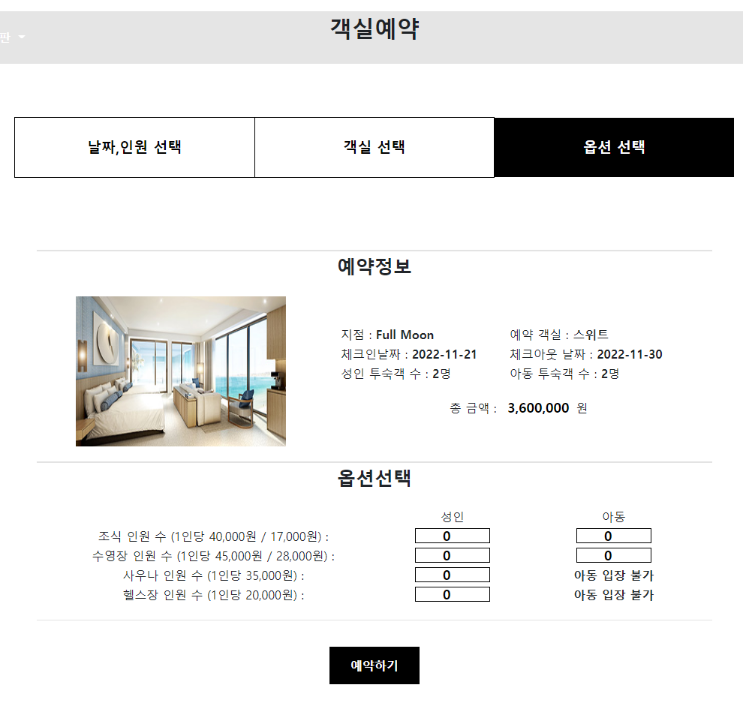 객실예약
판
날짜,인원 선택 객실 선택 옵션 선택
예약정보
지점 : Full Moon 예약 객실 : 스위트
체크인날짜 : 2022-11-21 체크아웃 날짜 : 2022-11-30
성인 투숙객 수 : 2명 아동 투숙객 수 : 2명
총 금액 : 3,600,000 원
옵션선택
성인 아동
조식 인원 수 (1인당 40,000원 / 17,000원) : 0 0
수영장 인원 수 (1인당 45,000원 / 28,000원) : 0 0
사우나 인원 수 (1인당 35,000원) : 0 아동 입장 불가
헬스장 인원 수 (1인당 20,000원) : 0 아동 입장 불가
예약하기